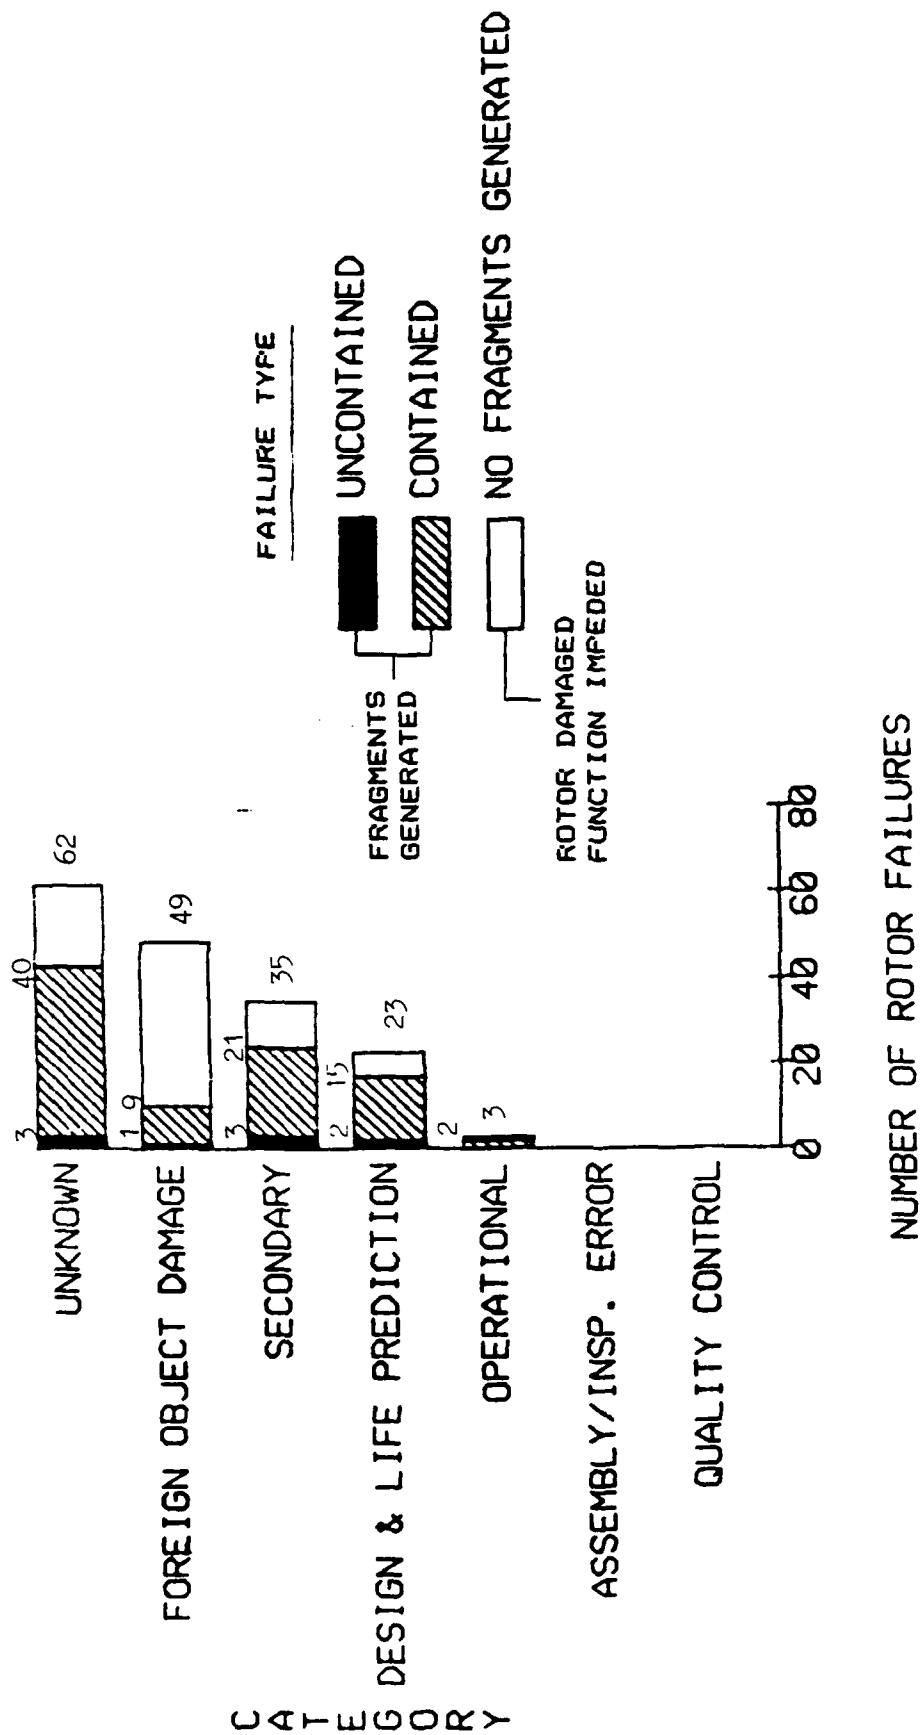 C
A
T
E
G
O
R
Y
UNKNOWN
3
40
62
FOREIGN OBJECT DAMAGE
1
9
49
SECONDARY
3
21
35
DESIGN & LIFE PREDICTION
2
15
23
OPERATIONAL
2
3
ASSEMBLY/INSP. ERROR
QUALITY CONTROL
0 20 40 60 80
NUMBER OF ROTOR FAILURES
FAILURE TYPE
UNCONTAINED
CONTAINED
NO FRAGMENTS GENERATED
FRAGMENTS
GENERATED
ROTOR DAMAGED
FUNCTION IMPEDED